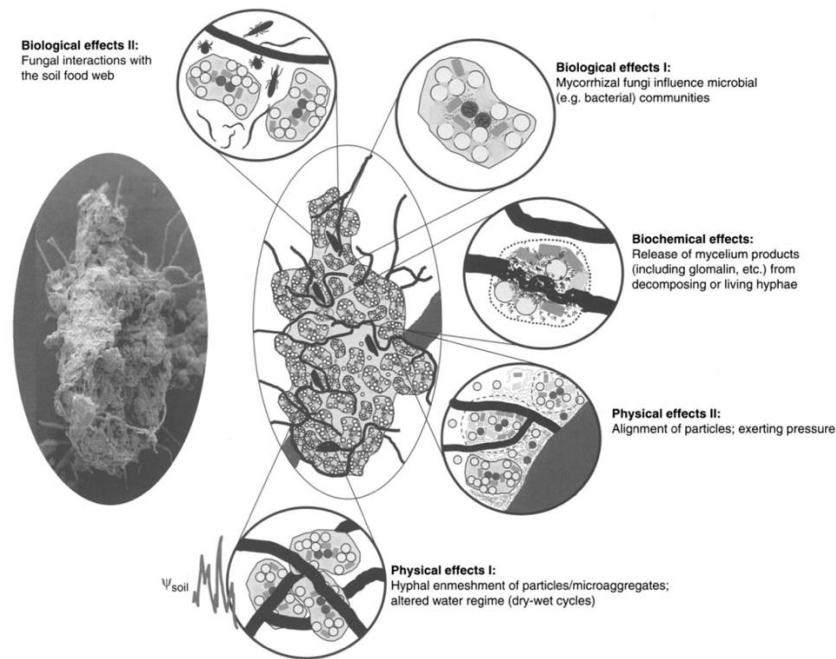 Biological effects II:
Fungal interactions with
the soil food web
Biological effects I:
Mycorrhizal fungi influence microbial
(e.g. bacterial) communities
Biochemical effects:
Release of mycelium products
(including glomalin, etc.) from
decomposing or living hyphae
Physical effects II:
Alignment of particles; exerting pressure
Ψsoil
Physical effects I:
Hyphal enmeshment of particles/microaggregates;
altered water regime (dry-wet cycles)